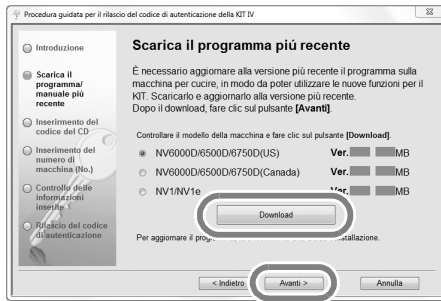 Procedura guidata per il rilascio del codice di autenticazione della KIT IV
Introduzione
Scarica il
programma/
manuale più
recente
Inserimento del
codice del CD
Inserimento del
numero di
macchina (No.)
Controllo delle
informazioni
inserite
Rilascio del codice
di autenticazione
Scarica il programma piú recente
È necessario aggiornare alla versione più recente il programma sulla
macchina per cucire, in modo da poter utilizzare le nuove funzioni per il
KIT. Scaricarlo e aggiornarlo alla versione più recente.
Dopo il download, fare clic sul pulsante [Avanti].
Controllare il modello della macchina e fare clic sul pulsante [Download].
NV6000D/6500D/6750D(US) Ver. MB
NV6000D/6500D/6750D(Canada) Ver. MB
NV1/NV1e Ver. MB
Download
Per aggiornare il
< Indietro
Avanti >
Annulla